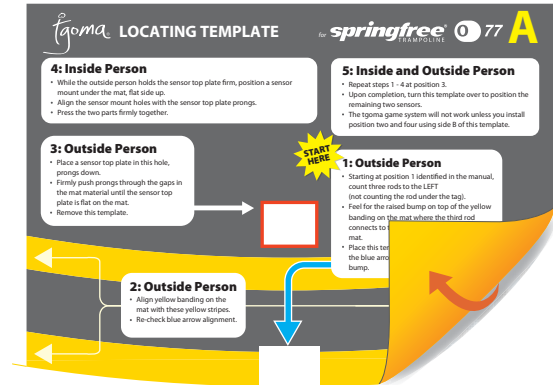 tgoma LOCATING TEMPLATE
for springfree O 77 A
TRAMPOLINE
4: Inside Person
• While the outside person holds the sensor top plate firm, position a sensor
mount under the mat, flat side up.
• Align the sensor mount holes with the sensor top plate prongs.
• Press the two parts firmly together.
5: Inside and Outside Person
• Repeat steps 1 - 4 at position 3.
• Upon completion, turn this template over to position the
remaining two sensors.
• The tgoma game system will not work unless you install
position two and four using side B of this template.
3: Outside Person
• Place a sensor top plate in this hole,
prongs down.
• Firmly push prongs through the gaps in
the mat material until the sensor top
plate is flat on the mat.
• Remove this template.
START
HERE
1: Outside Person
• Starting at position 1 identified in the manual,
count three rods to the LEFT
(not counting the rod under the tag).
• Feel for the raised bump on top of the yellow
banding on the mat where the third rod
connects to
mat.
• Place this
the blue
bump.
2: Outside Person
• Align yellow banding on the
mat with these yellow stripes.
• Re-check blue arrow alignment.